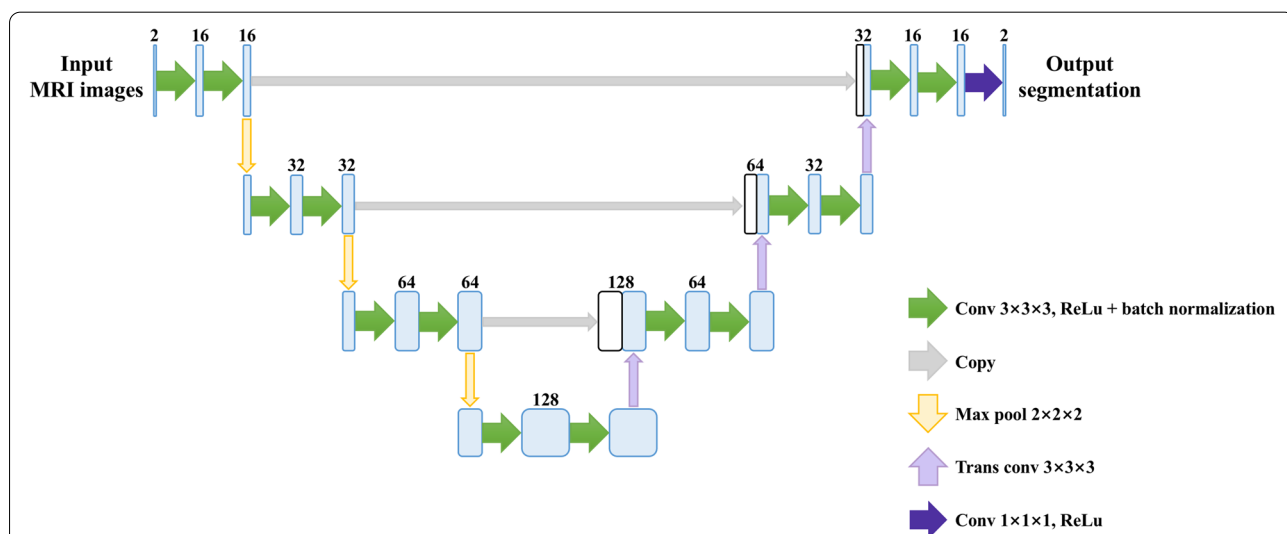 2 16 16 32 16 16 2
Input
MRI images
Output
segmentation
32 32 64 32
64 64 128 64
128
Conv 3×3×3, ReLu + batch normalization
Copy
Max pool 2×2×2
Trans conv 3×3×3
Conv 1×1×1, ReLu